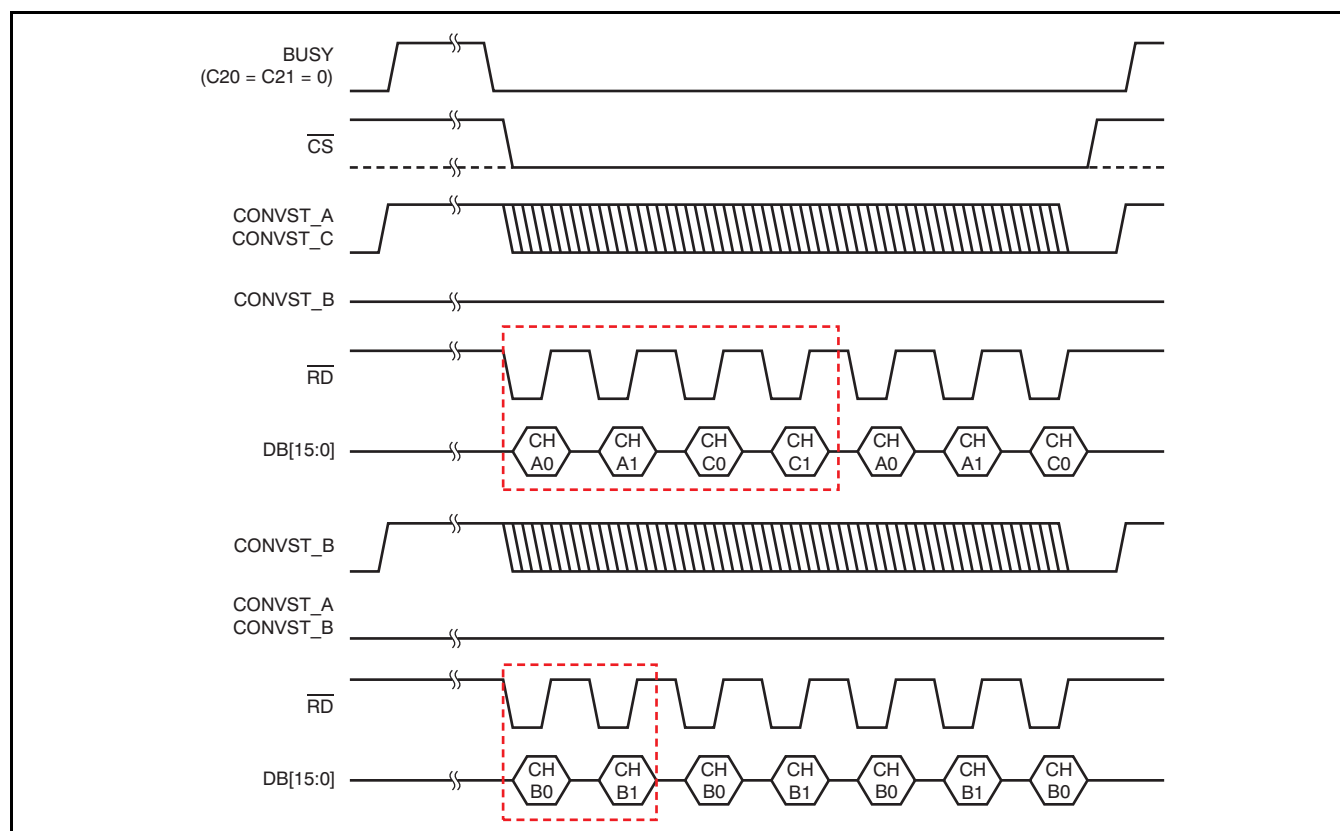 BUSY
(C20 = C21 = 0)
CS
CONVST_A
CONVST_C
CONVST_B
RD
DB[15:0]
CH A0
CH A1
CH C0
CH C1
CH A0
CH A1
CH C0
CONVST_B
CONVST_A
CONVST_B
RD
DB[15:0]
CH B0
CH B1
CH B0
CH B1
CH B0
CH B1
CH B0